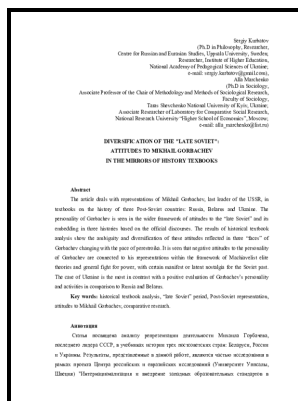 Sergiy Kurbatov
(Ph.D in Philosophy, Researcher,
Centre for Russian and Eurasian Studies, Uppsala University, Sweden;
Researcher, Institute of Higher Education,
National Academy of Pedagogical Sciences of Ukraine,
e-mail: sergiy.kurbatov@gmail.com),
Alla Marchenko
(Ph.D in Sociology,
Associate Professor of the Chair of Methodology and Methods of Sociological Research,
Faculty of Sociology,
Taras Shevchenko National University of Kyiv, Ukraine,
Associate Researcher of Laboratory for Comparative Social Research,
National Research University "Higher School of Economics", Moscow;
e-mail: alla_marchenko@list.ru)
DIVERSIFICATION OF THE "LATE SOVIET":
ATTITUDES TO MIKHAIL GORBACHEV
IN THE MIRRORS OF HISTORY TEXTBOOKS
Abstract
The article deals with representations of Mikhail Gorbachev, last leader of the USSR, in
textbooks on the history of three Post-Soviet countries: Russia, Belarus and Ukraine. The
personality of Gorbachev is seen in the wider framework of attitudes to the "late Soviet" and its
embedding in three histories based on the official discourses. The results of historical textbook
analysis show the ambiguity and diversification of these attitudes reflected in three "faces" of
Gorbachev changing with the pace of perestroika. It is seen that negative attitudes to the personality
of Gorbachev are connected to his representations within the framework of Machiavelist elite
theories and general fight for power, with certain manifest or latent nostalgia for the Soviet past.
The case of Ukraine is the most in contrast with a positive evaluation of Gorbachev's personality
and activities in comparison to Russia and Belarus.
Key words: historical textbook analysis, "late Soviet" period, Post-Soviet representation,
attitudes to Mikhail Gorbachev, comparative research.
Аннотация
Статья посвящена анализу репрезентации деятельности Михаила Горбачева,
последнего лидера СССР, в учебниках истории трех постсоветских стран: Беларуси, России
и Украины. Результаты, представленные в данной работе, являются частью исследования в
рамках проекта Центра российских и евразийских исследований (Университет Уппсалы,
Швеция) "Интернационализация и внедрение западных образовательных стандартов в